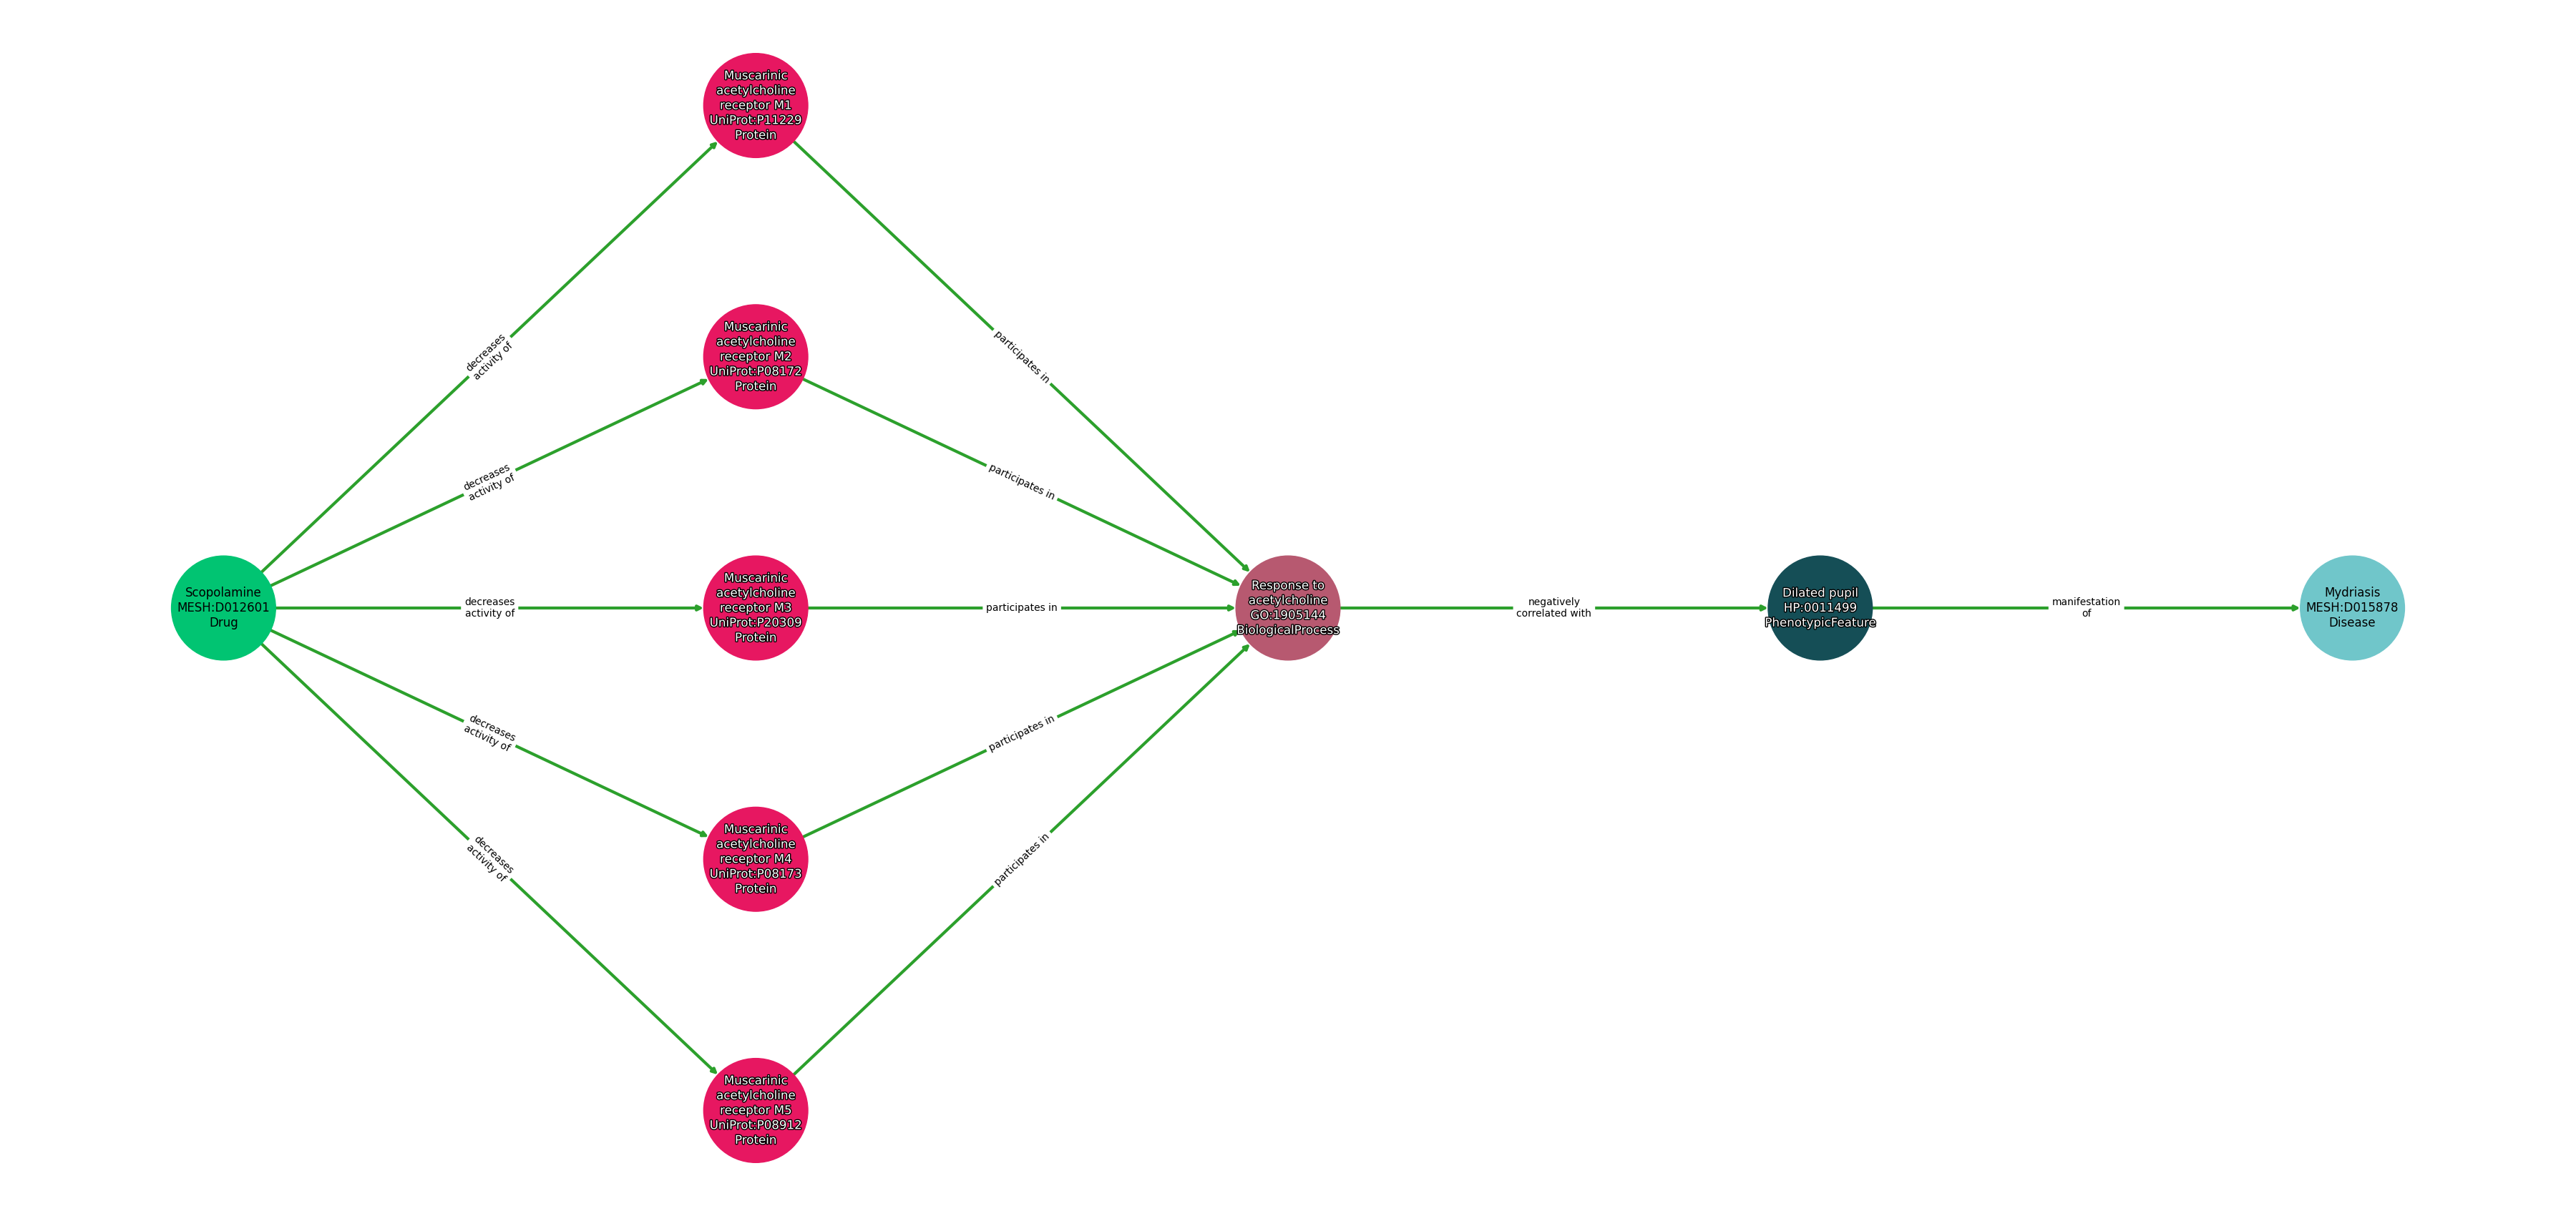 Muscarinic
acetylcholine
receptor M1
UniProt:P11229
Protein
decreases
activity of
participates in
Muscarinic
acetylcholine
receptor M2
UniProt:P08172
Protein
decreases
activity of
participates in
Scopolamine
MESH:D012601
Drug
decreases
activity of
Muscarinic
acetylcholine
receptor M3
UniProt:P20309
Protein
participates in
Response to
acetylcholine
GO:1905144
BiologicalProcess
negatively
correlated with
Dilated pupil
HP:0011499
PhenotypicFeature
manifestation
of
Mydriasis
MESH:D015878
Disease
decreases
activity of
participates in
Muscarinic
acetylcholine
receptor M4
UniProt:P08173
Protein
decreases
activity of
participates in
Muscarinic
acetylcholine
receptor M5
UniProt:P08912
Protein